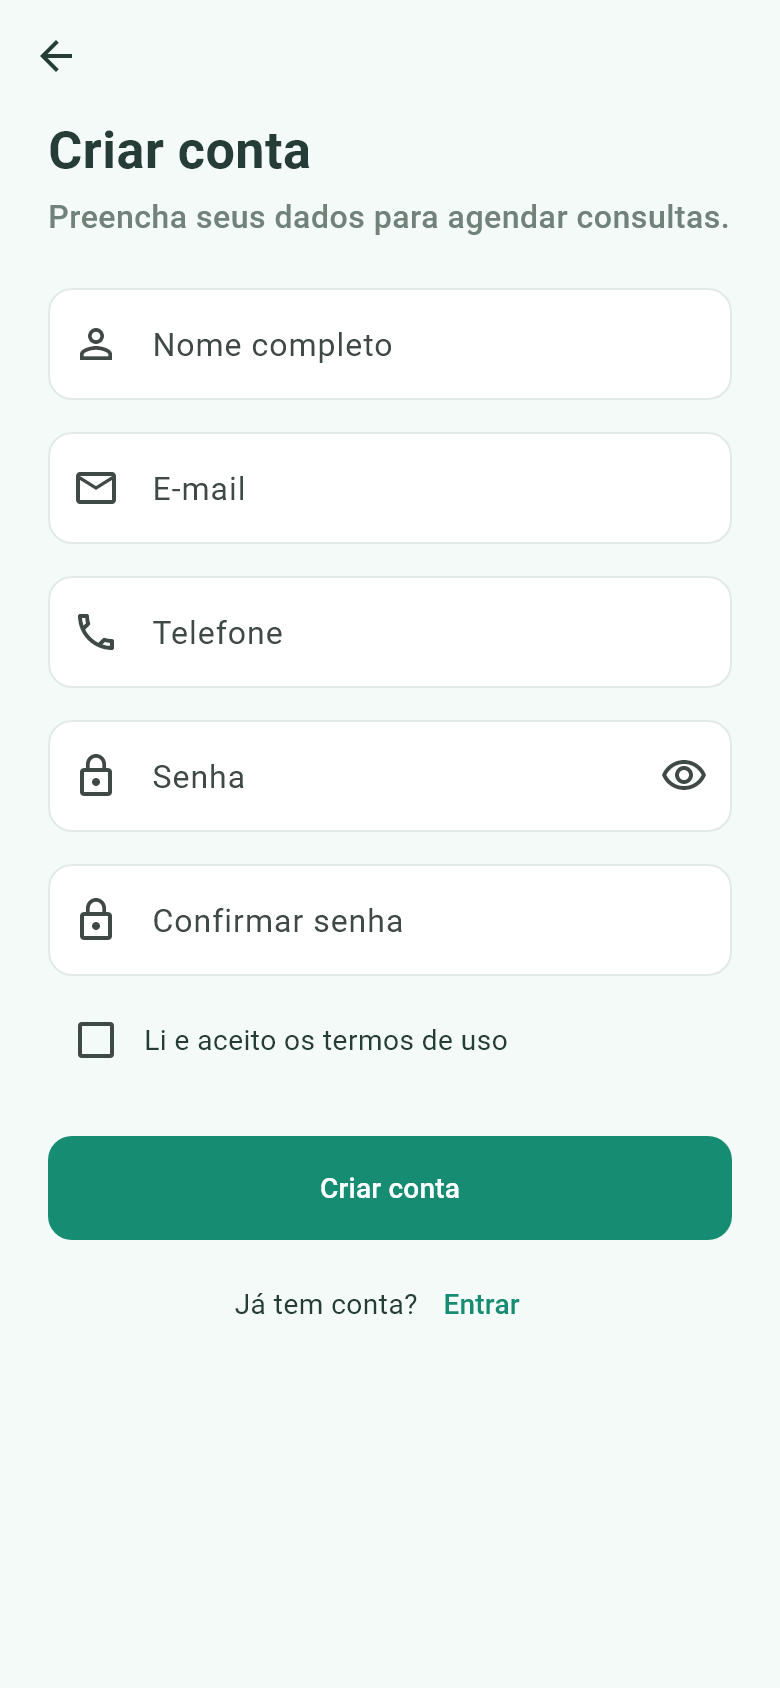 Criar conta
Preencha seus dados para agendar consultas.
Nome completo
E-mail
Telefone
Senha
Confirmar senha
Li e aceito os termos de uso
Criar conta
Já tem conta? Entrar